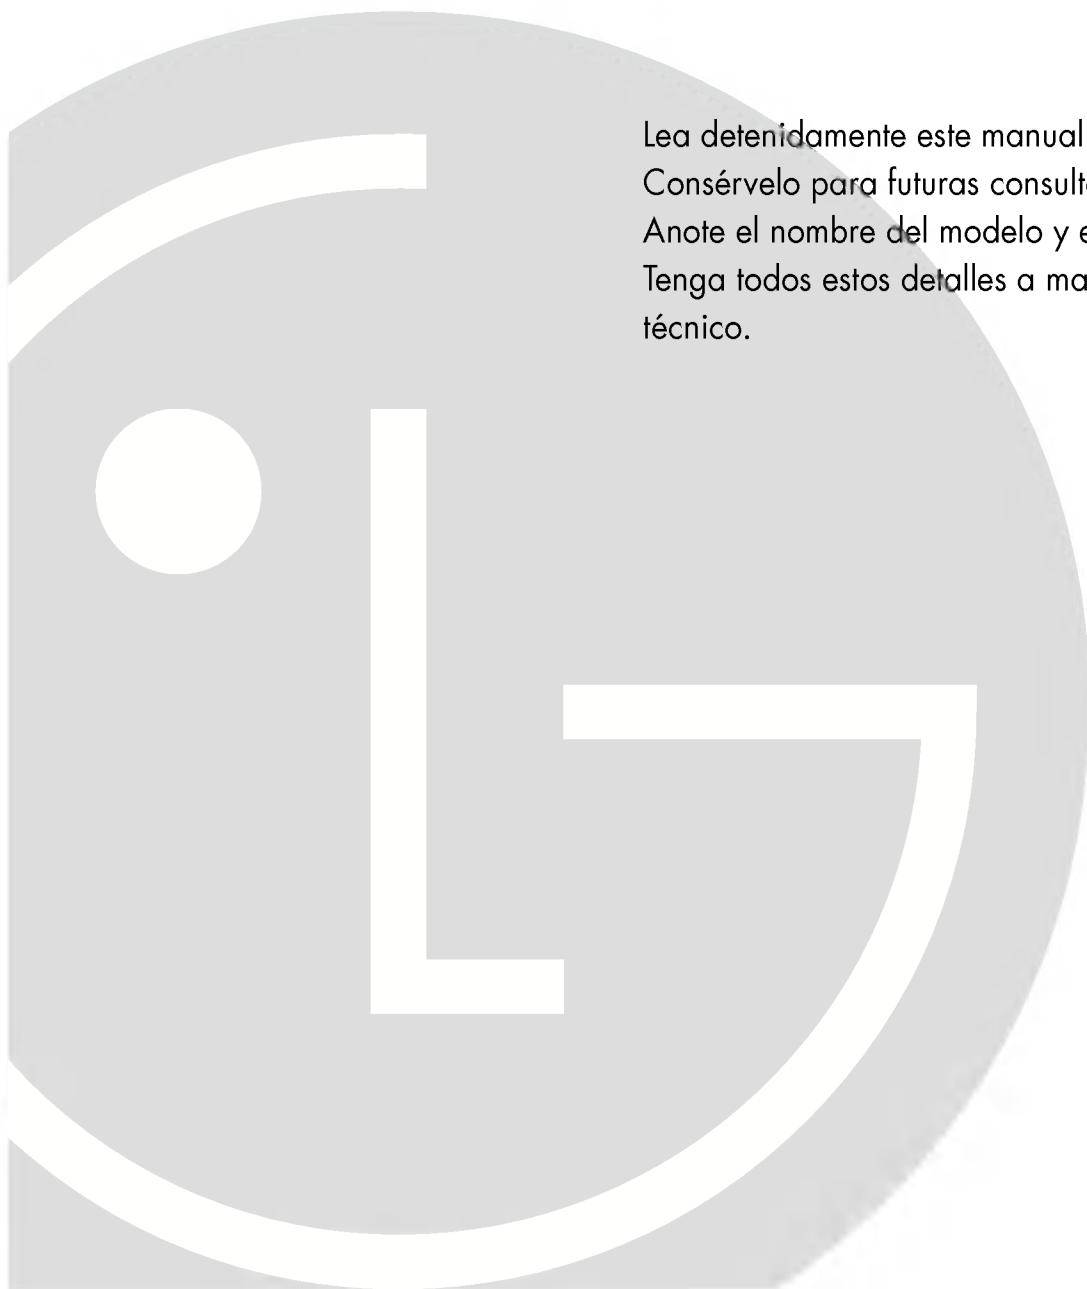 Lea detenidamente este manual
Consérvelo para futuras consult
Anote el nombre del modelo y e
Tenga todos estos detalles a ma
técnico.
LG